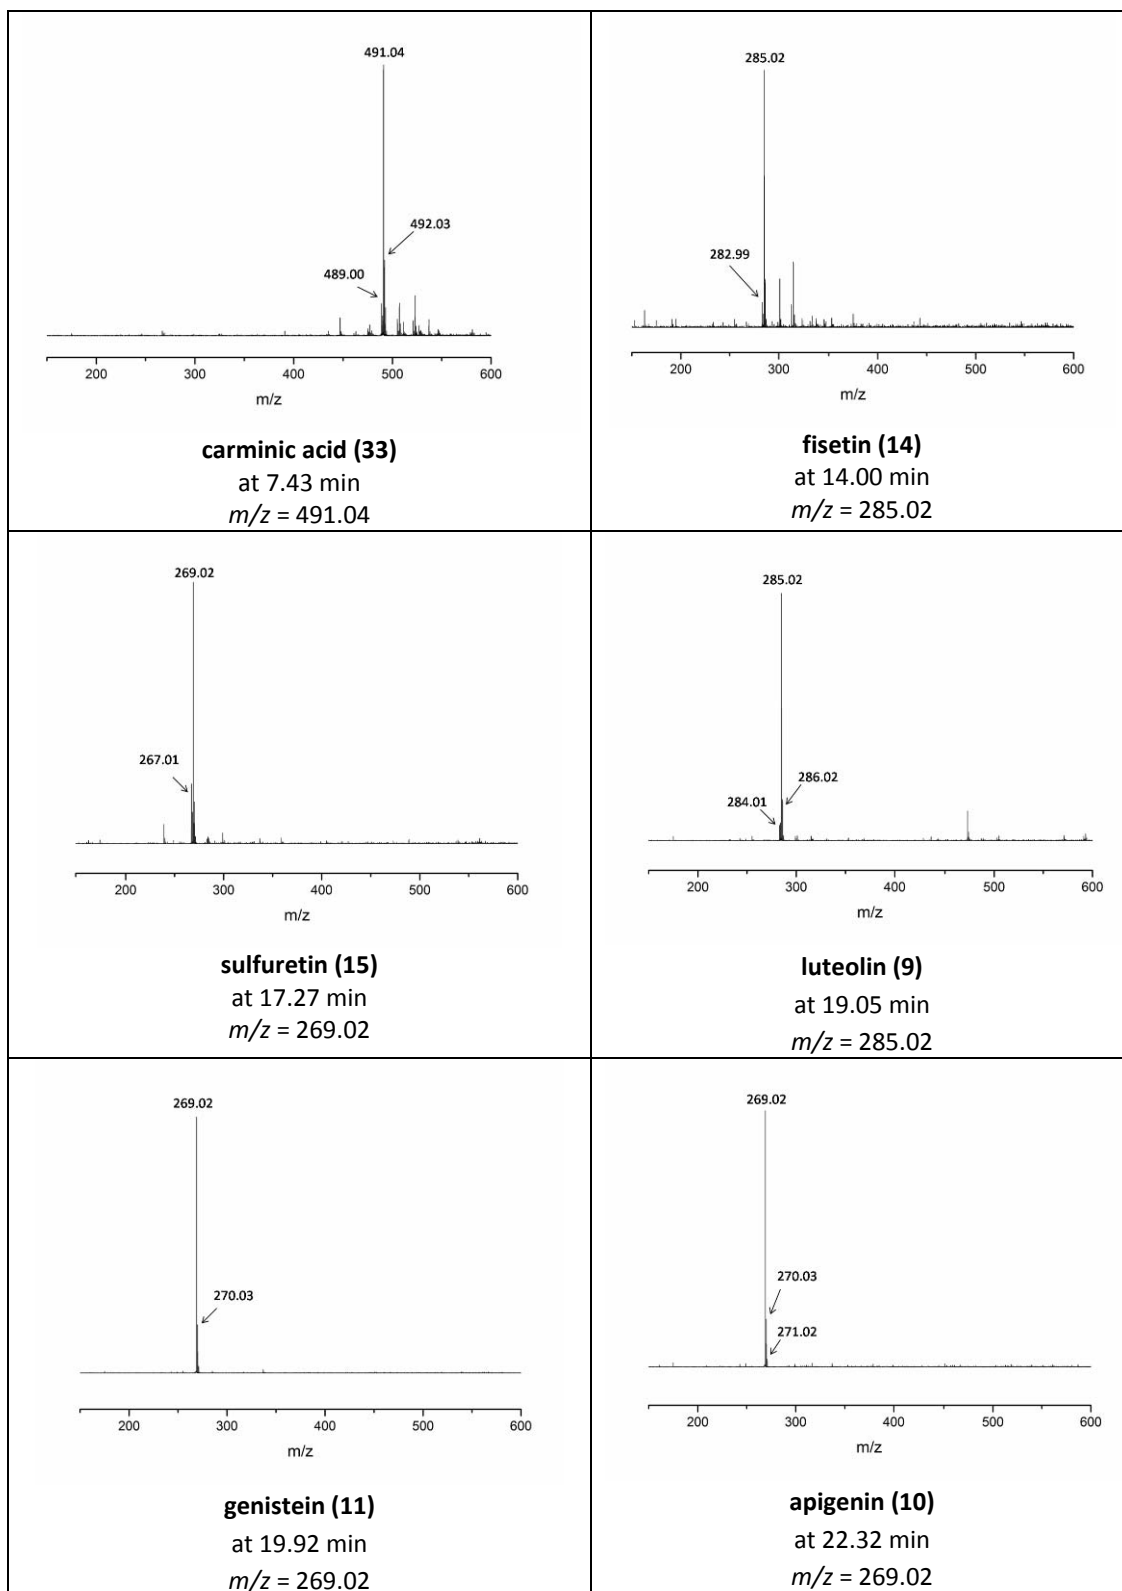 491.04
492.03
489.00
200 300 400 500 600
m/z
carminic acid (33)
at 7.43 min
m/z = 491.04
285.02
282.99
200 300 400 500 600
m/z
fisetin (14)
at 14.00 min
m/z = 285.02
269.02
267.01
200 300 400 500 600
m/z
sulfuretin (15)
at 17.27 min
m/z = 269.02
285.02
286.02
284.01
200 300 400 500 600
m/z
luteolin (9)
at 19.05 min
m/z = 285.02
269.02
270.03
200 300 400 500 600
m/z
genistein (11)
at 19.92 min
m/z = 269.02
269.02
270.03
271.02
200 300 400 500 600
m/z
apigenin (10)
at 22.32 min
m/z = 269.02